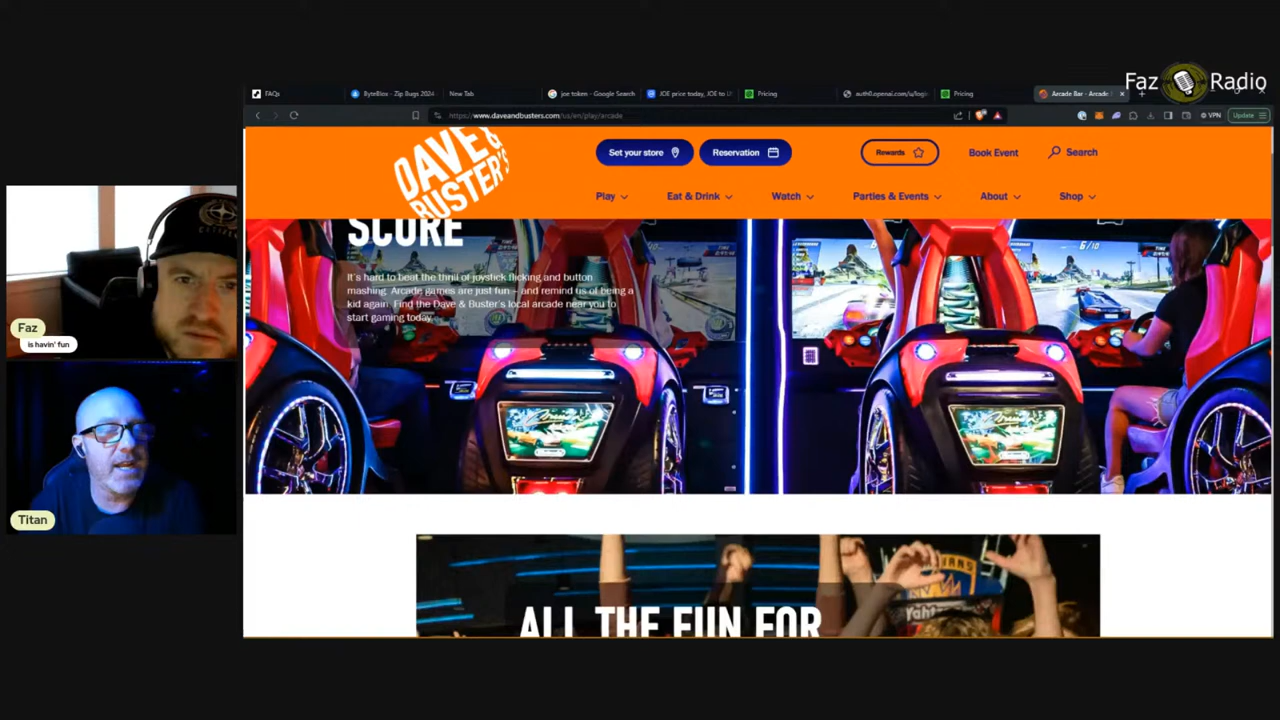 Faz Radio
FAQs
ByteBlox - Zip Bugs 2024
New Tab
joe token - Google Search
JOE price today, JOE to U
Pricing
auth0.openai.com/u/login
Pricing
Arcade Bar - Arcade
https://www.daveandbusters.com/us/en/play/arcade
VPN
Update
DAVE &
BUSTER'S
Set your store
Reservation
Rewards
Book Event
Search
Play
Eat & Drink
Watch
Parties & Events
About
Shop
SCORE
It's hard to beat the thrill of joystick flicking and button
mashing. Arcade games are just fun – and remind us of being a
kid again. Find the Dave & Buster's local arcade near you to
start gaming today.
6/10
Faz
is havin' fun
Titan
Yahtz
ALL THE FUN FOR